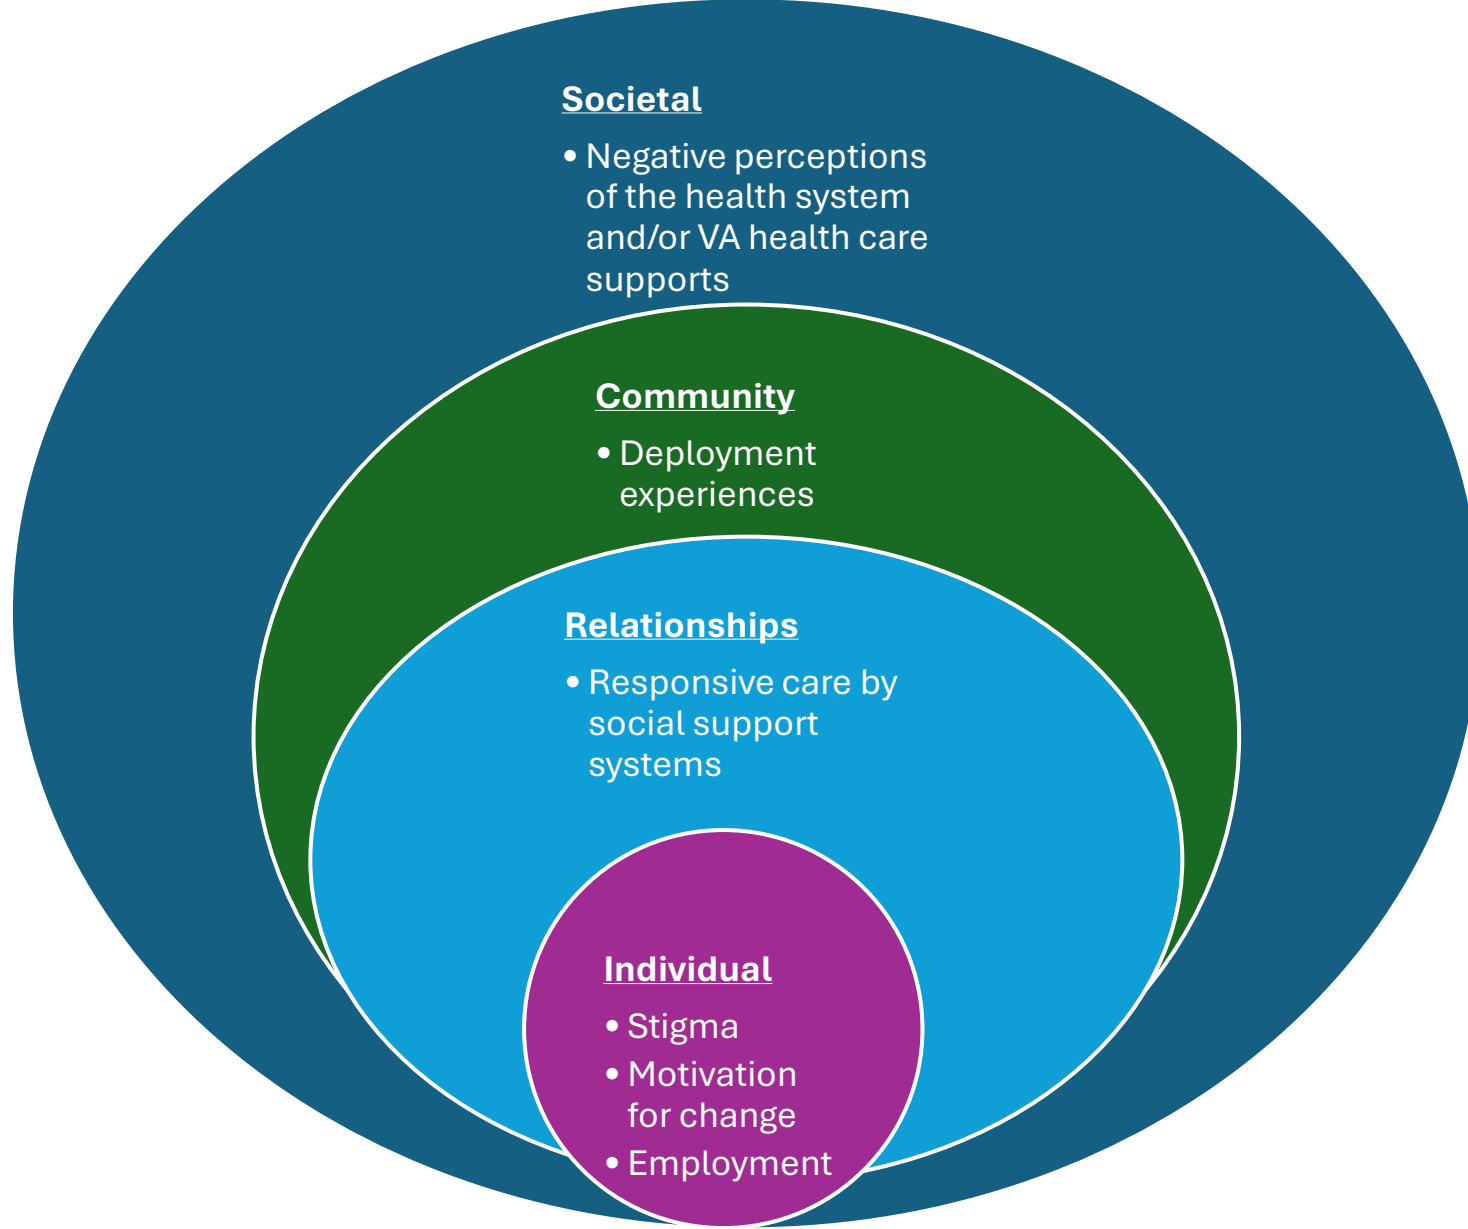 Societal
• Negative perceptions
of the health system
and/or VA health care
supports
Community
• Deployment
experiences
Relationships
• Responsive care by
social support
systems
Individual
• Stigma
• Motivation
for change
• Employment